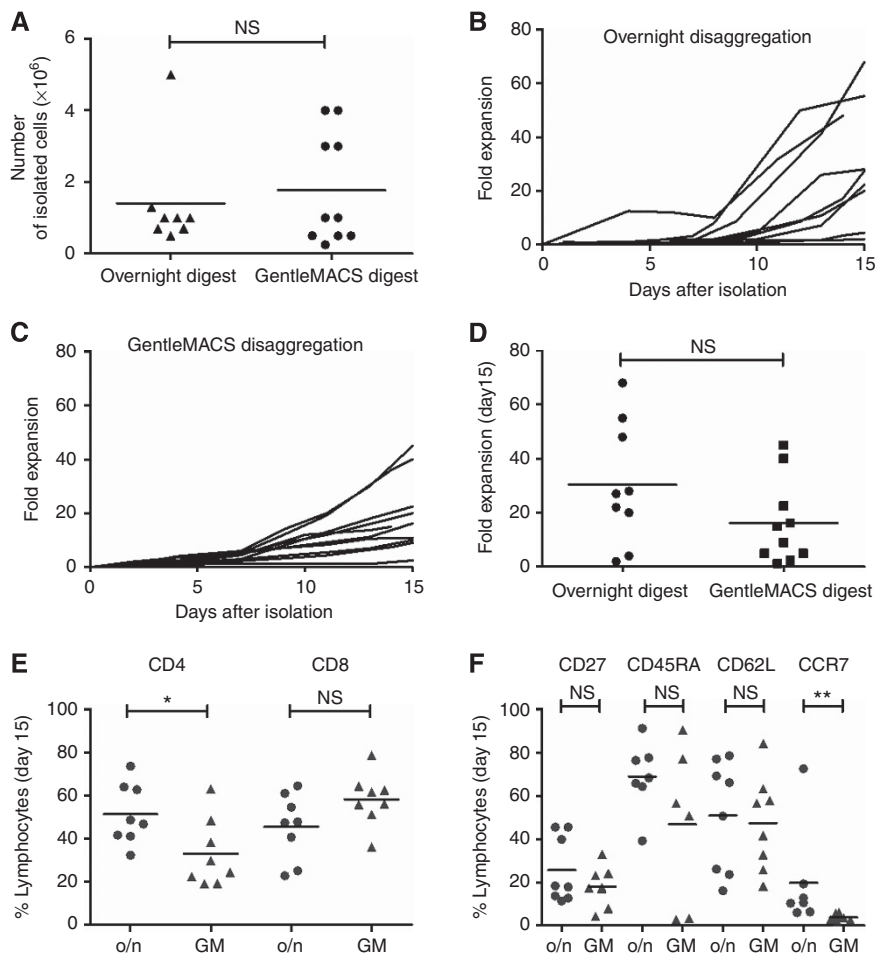 A
NS
6
4
2
0
Number
of isolated cells (×10⁶)
Overnight digest
GentleMACS digest
B
Overnight disaggregation
80
60
40
20
0
Fold expansion
0 5 10 15
Days after isolation
C
GentleMACS disaggregation
80
60
40
20
0
Fold expansion
0 5 10 15
Days after isolation
D
NS
80
60
40
20
0
Fold expansion (day15)
Overnight digest
GentleMACS digest
E
CD4 CD8
* NS
100
80
60
40
20
0
% Lymphocytes (day 15)
o/n GM o/n GM
F
CD27 CD45RA CD62L CCR7
NS NS NS **
100
80
60
40
20
0
% Lymphocytes (day 15)
o/n GM o/n GM o/n GM o/n GM